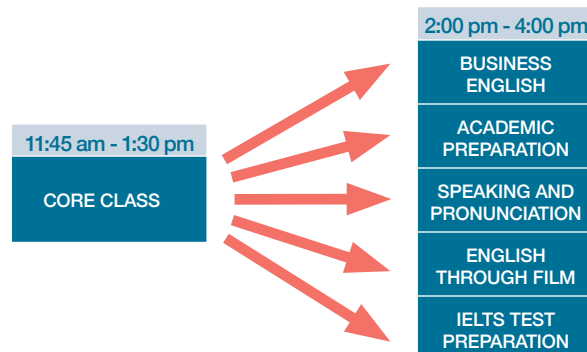 11:45 am - 1:30 pm
CORE CLASS
2:00 pm - 4:00 pm
BUSINESS
ENGLISH
ACADEMIC
PREPARATION
SPEAKING AND
PRONUNCIATION
ENGLISH
THROUGH FILM
IELTS TEST
PREPARATION